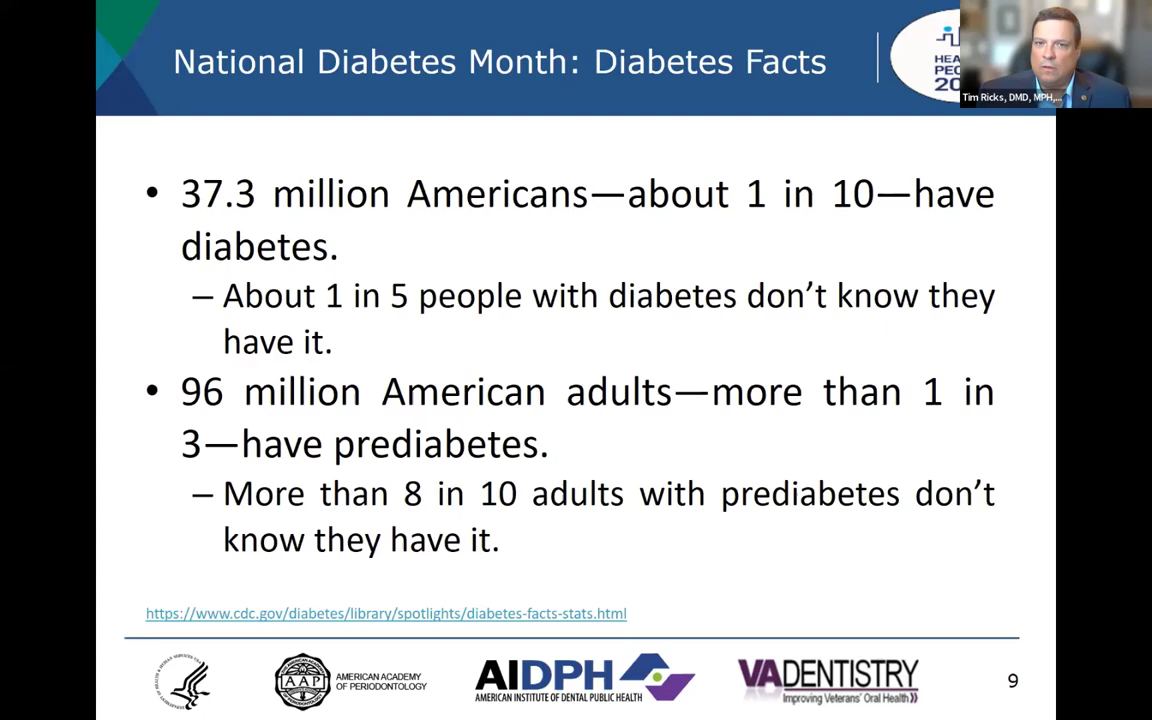 National Diabetes Month: Diabetes Facts
Tim Ricks, DMD, MPH,...
• 37.3 million Americans—about 1 in 10—have
diabetes.
– About 1 in 5 people with diabetes don’t know they
have it.
• 96 million American adults—more than 1 in
3—have prediabetes.
– More than 8 in 10 adults with prediabetes don’t
know they have it.
https://www.cdc.gov/diabetes/library/spotlights/diabetes-facts-stats.html
AAP
AMERICAN ACADEMY
OF PERIODONTOLOGY
AIDPH
AMERICAN INSTITUTE OF DENTAL PUBLIC HEALTH
VADENTISTRY
Improving Veterans' Oral Health
9